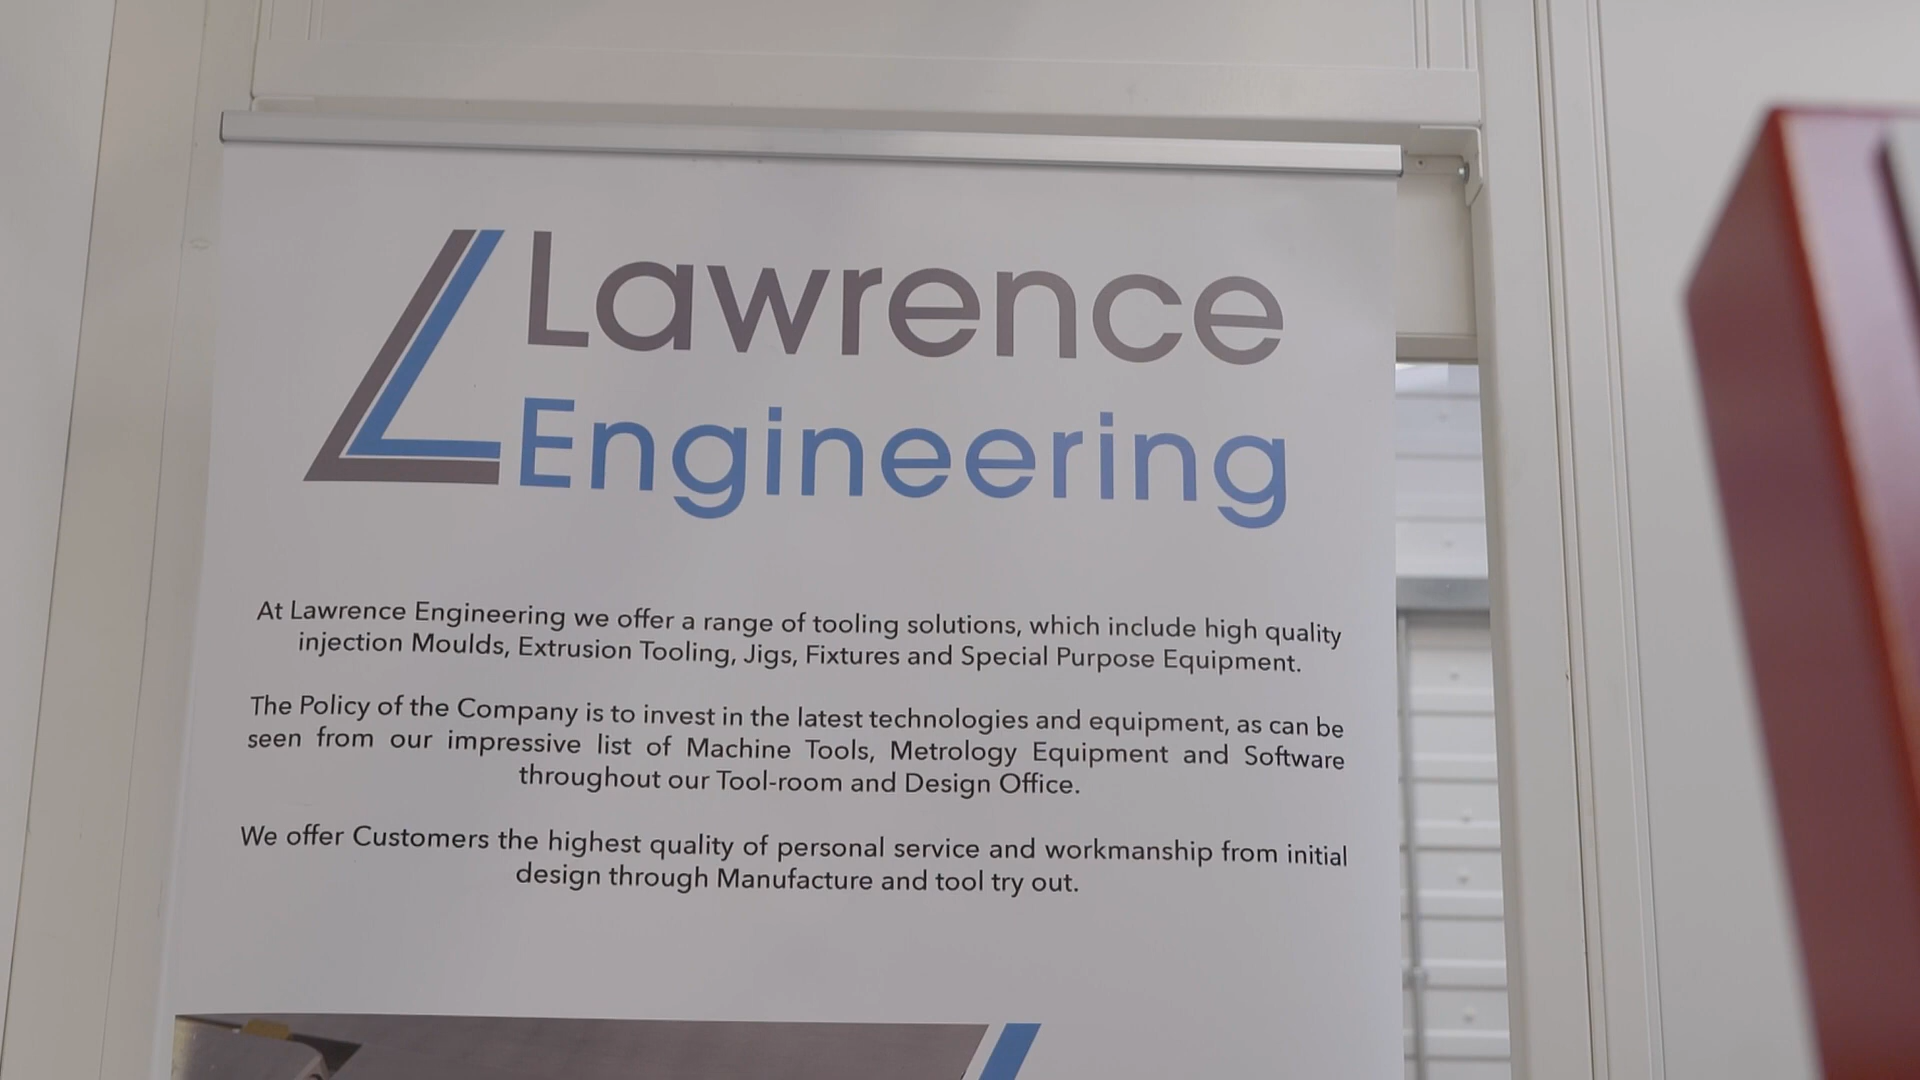 Lawrence
Engineering
At Lawrence Engineering we offer a range of tooling solutions, which include high quality
injection Moulds, Extrusion Tooling, Jigs, Fixtures and Special Purpose Equipment.
The Policy of the Company is to invest in the latest technologies and equipment, as can be
seen from our impressive list of Machine Tools, Metrology Equipment and Software
throughout our Tool-room and Design Office.
We offer Customers the highest quality of personal service and workmanship from initial
design through Manufacture and tool try out.